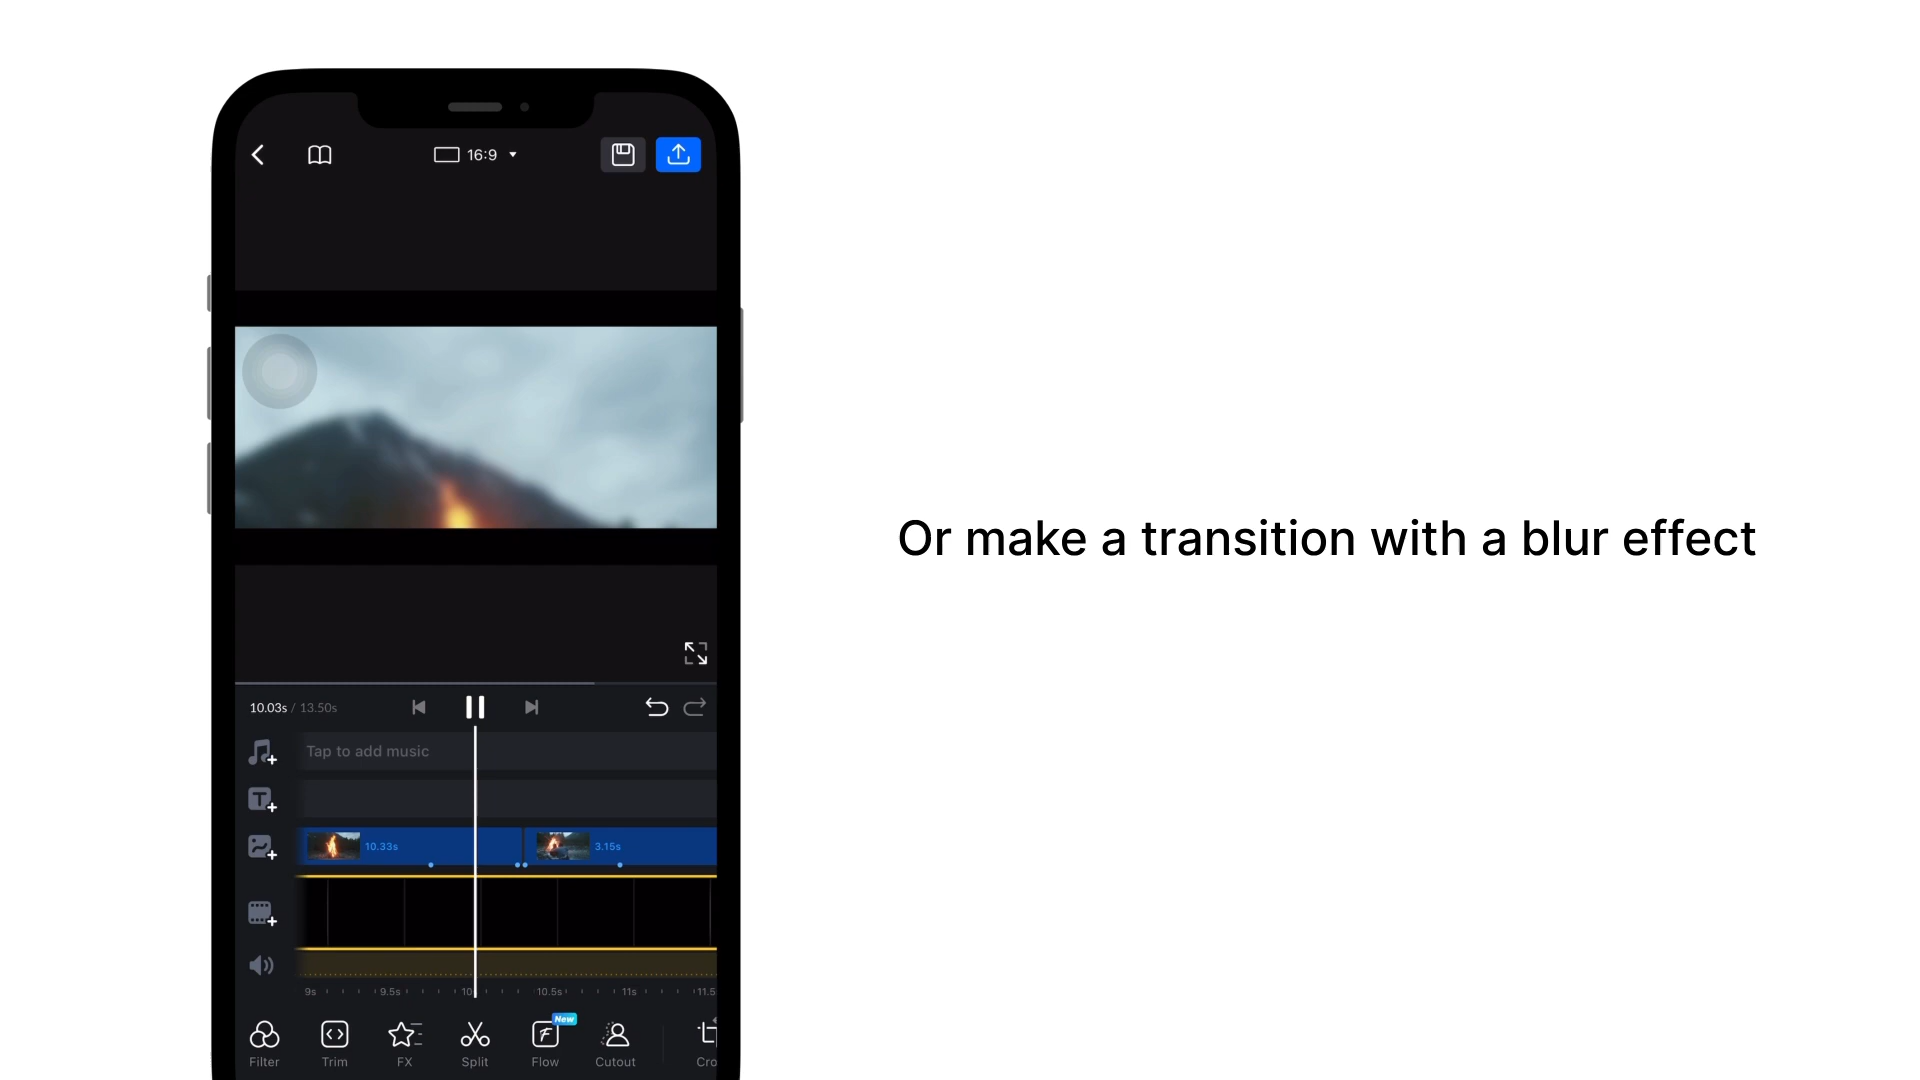 16:9
Or make a transition with a blur effect
10.03s / 13.50s
Tap to add music
10.33s
3.15s
9s 9.5s 10 10.5s 11s 11.5
New
Filter Trim FX Split Flow Cutout Cro